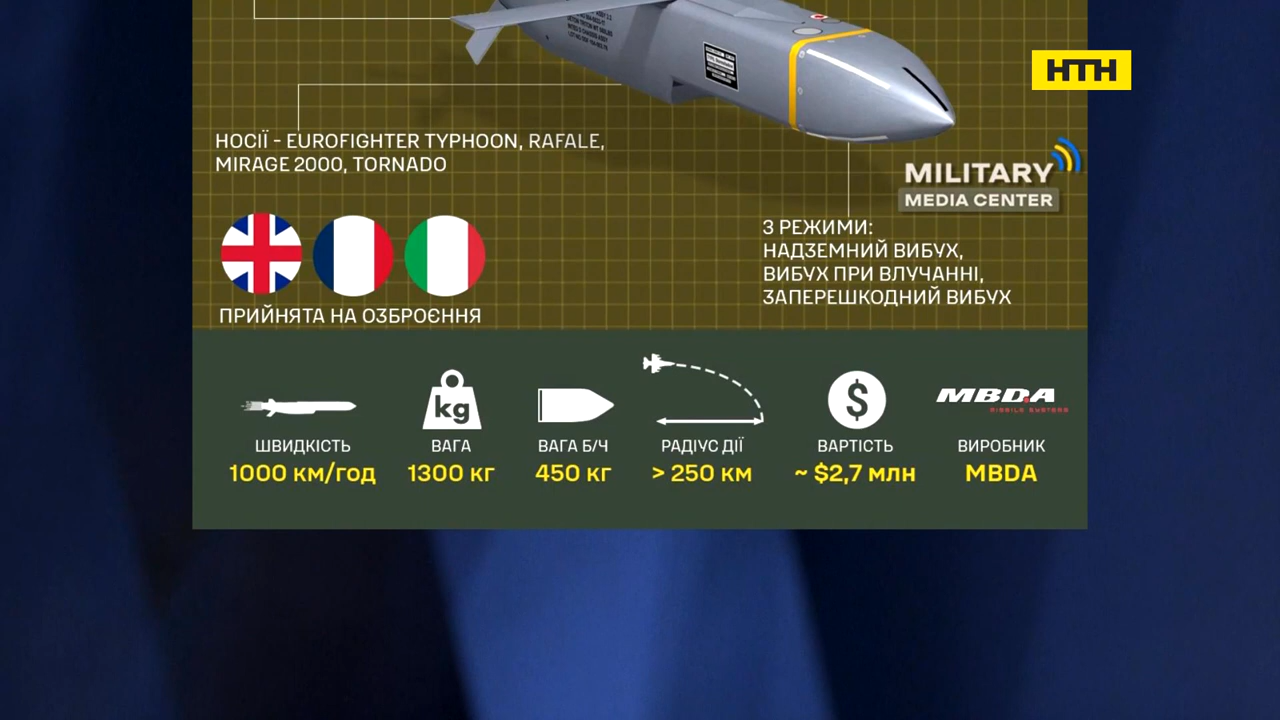 НТН
НОСІЇ - EUROFIGHTER TYPHOON, RAFALE,
MIRAGE 2000, TORNADO
MILITARY
MEDIA CENTER
3 РЕЖИМИ:
НАДЗЕМНИЙ ВИБУХ,
ВИБУХ ПРИ ВЛУЧАННІ,
ЗАПЕРЕШКОДНИЙ ВИБУХ
ПРИЙНЯТА НА ОЗБРОЄННЯ
kg
$
MBDA
MISSILE SYSTEMS
ШВИДКІСТЬ
1000 КМ/ГОД
ВАГА
1300 КГ
ВАГА Б/Ч
450 КГ
РАДІУС ДІЇ
> 250 КМ
ВАРТІСТЬ
~ $2,7 МЛН
ВИРОБНИК
MBDA